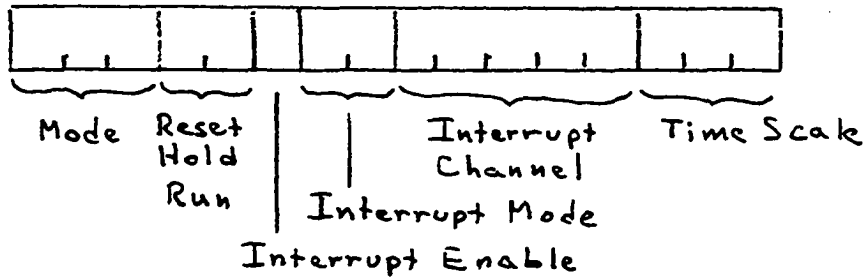 Mode
Reset
Hold
Run
Interrupt
Channel
Time Scale
Interrupt Mode
Interrupt Enable